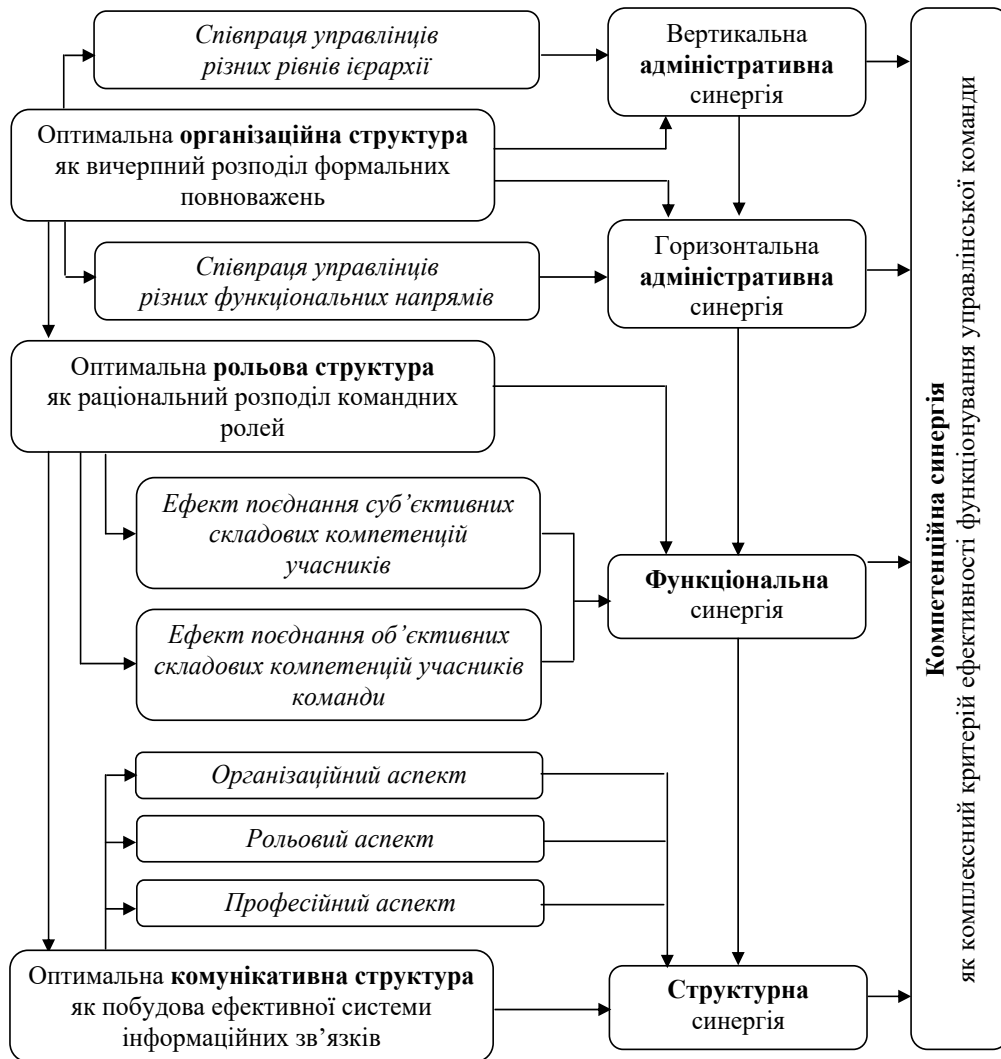 Співпраця управлінців
різних рівнів ієрархії
Вертикальна
адміністративна
синергія
Оптимальна організаційна структура
як вичерпний розподіл формальних
повноважень
Співпраця управлінців
різних функціональних напрямів
Горизонтальна
адміністративна
синергія
Оптимальна рольова структура
як раціональний розподіл командних
ролей
Ефект поєднання суб’єктивних
складових компетенцій
учасників
Ефект поєднання об’єктивних
складових компетенцій учасників
команди
Функціональна
синергія
Організаційний аспект
Рольовий аспект
Професійний аспект
Оптимальна комунікативна структура
як побудова ефективної системи
інформаційних зв’язків
Структурна
синергія
Компетенційна синергія
як комплексний критерій ефективності функціонування управлінської команди